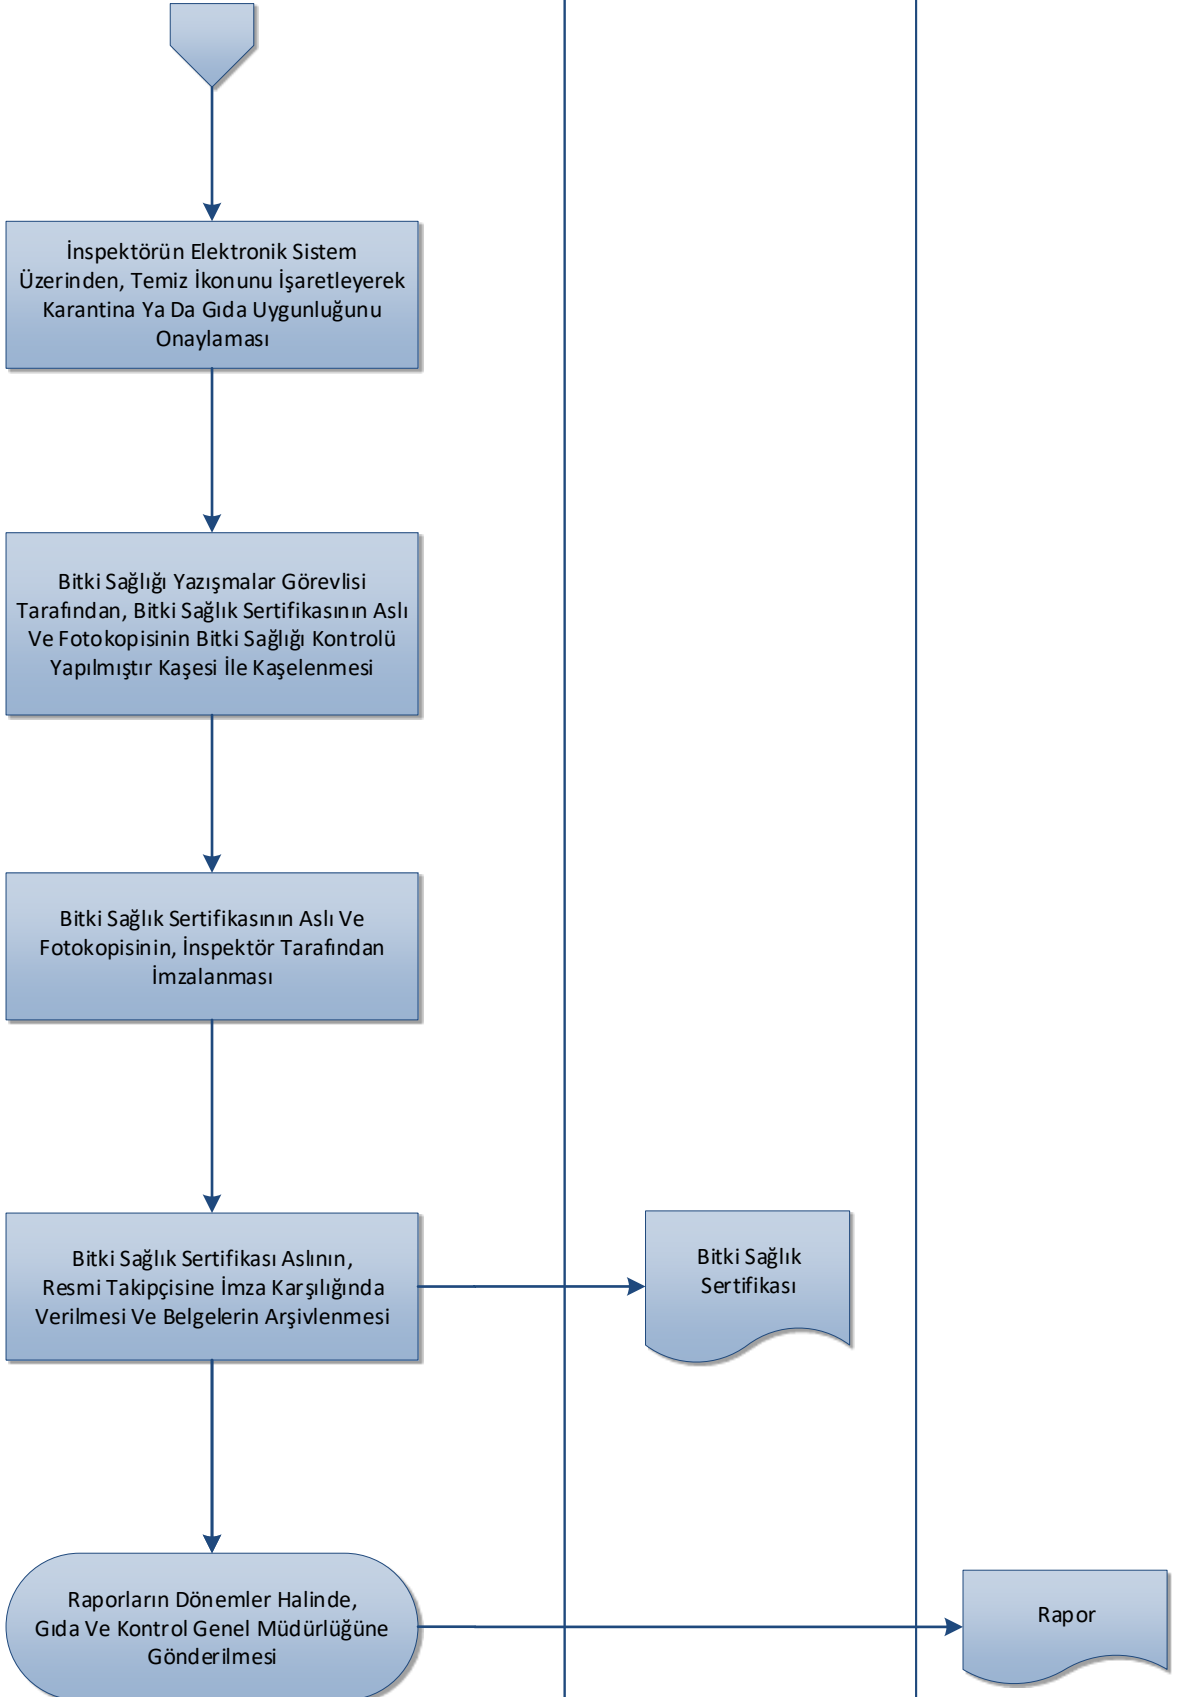 İnspektörün Elektronik Sistem
Üzerinden, Temiz İkonunu İşaretleyerek
Karantina Ya Da Gıda Uygunluğunu
Onaylaması
Bitki Sağlığı Yazışmalar Görevlisi
Tarafından, Bitki Sağlık Sertifikasının Aslı
Ve Fotokopisinin Bitki Sağlığı Kontrolü
Yapılmıştır Kaşesi İle Kaşelenmesi
Bitki Sağlık Sertifikasının Aslı Ve
Fotokopisinin, İnspektör Tarafından
İmzalanması
Bitki Sağlık Sertifikası Aslının,
Resmi Takipçisine İmza Karşılığında
Verilmesi Ve Belgelerin Arşivlenmesi
Bitki Sağlık
Sertifikası
Raporların Dönemler Halinde,
Gıda Ve Kontrol Genel Müdürlüğüne
Gönderilmesi
Rapor